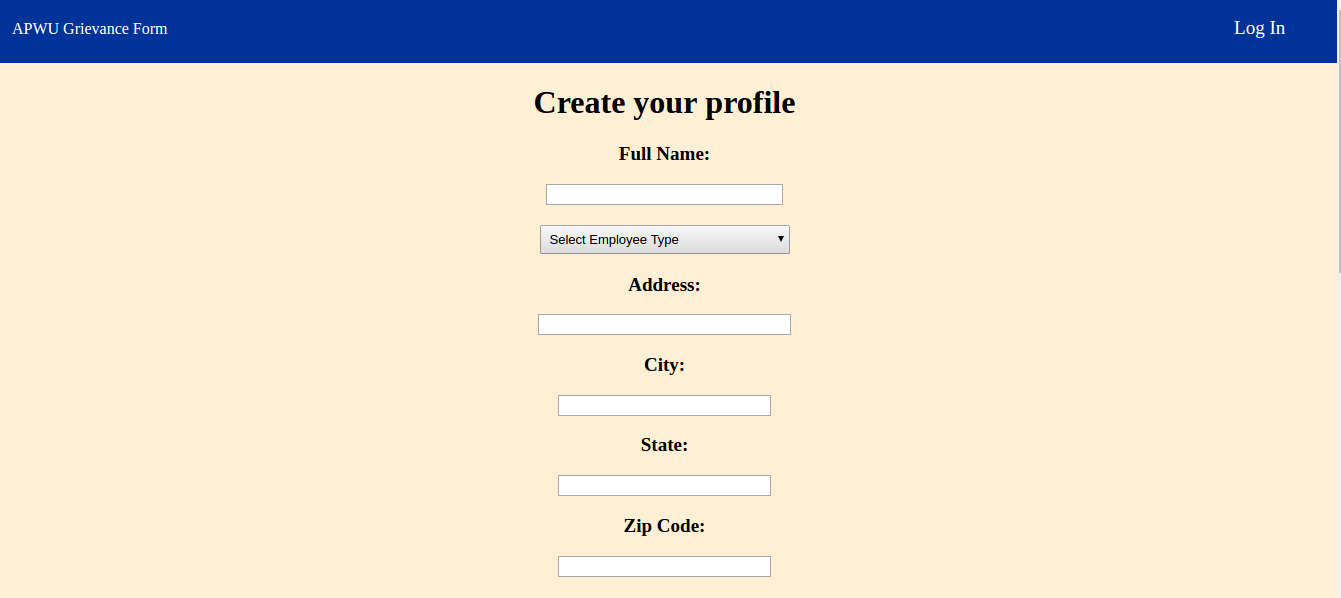 APWU Grievance Form
Log In
Create your profile
Full Name:
Select Employee Type
Address:
City:
State:
Zip Code: